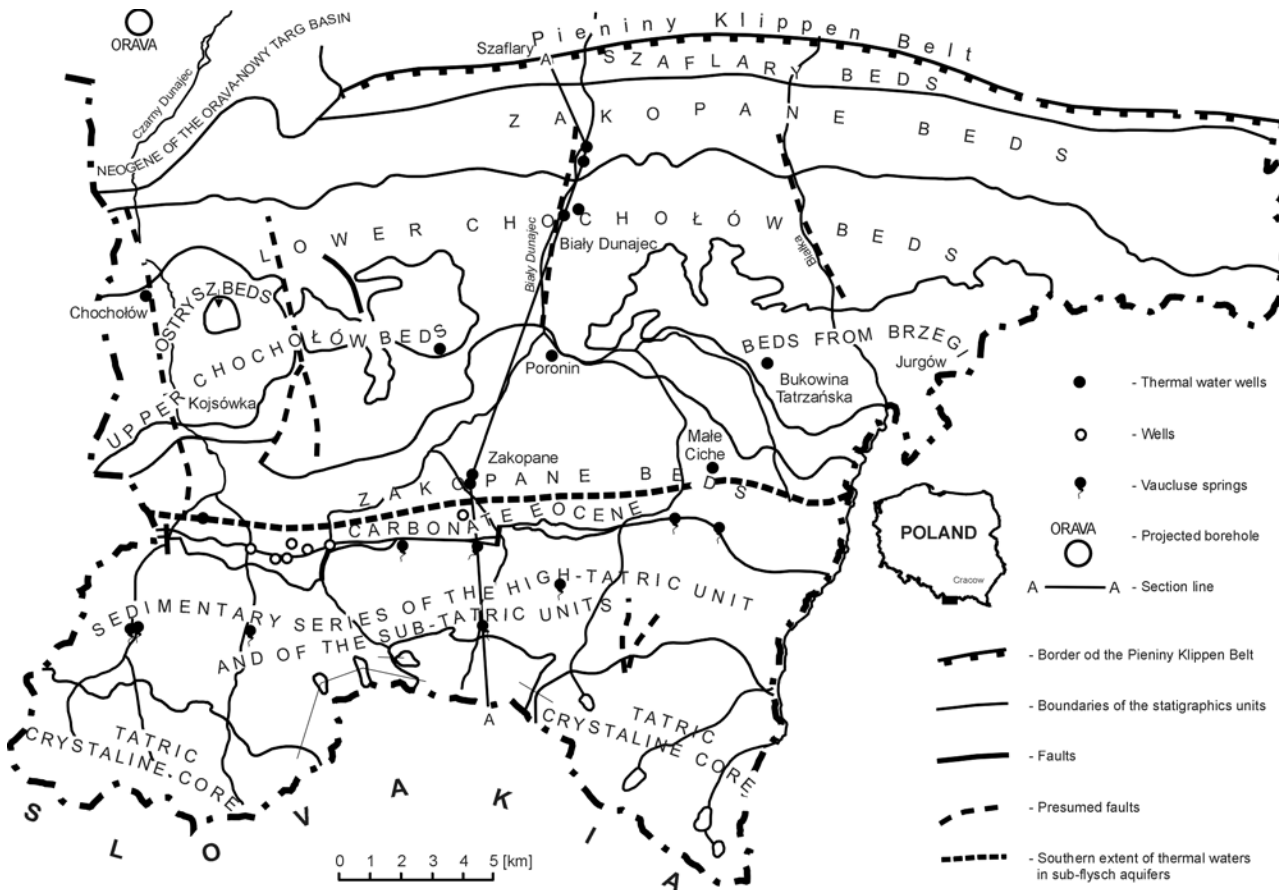 ORAVA
Pieniny Klippen Belt
Szaflary
A
SZAFLARY BEDS
Czarny Dunajec
NEOGENE OF THE ORAVA-NOWY TARG BASIN
ZAKOPANE BEDS
LOWER CHOCHOŁÓW BEDS
Biały Dunajec
Biały Dunajec
Białka
Chochołów
OSTRYSZ BEDS
UPPER CHOCHOŁÓW BEDS
Kojsówka
Poronin
BEDS FROM BRZEGI
Jurgów
Bukowina
Tatrzańska
Zakopane
Małe
Ciche
ZAKOPANE BEDS
CARBONATE EOCENE
SEDIMENTARY SERIES OF THE HIGH-TATRIC UNIT
AND OF THE SUB-TATRIC UNITS
A
TATRIC
CRYSTALINE CORE
TATRIC
CRYSTALINE CORE
SLOVAKIA
0 1 2 3 4 5 [km]
POLAND
Cracow
- Thermal water wells
- Wells
- Vaucluse springs
ORAVA
- Projected borehole
A A - Section line
- Border od the Pieniny Klippen Belt
- Boundaries of the statigraphics units
- Faults
- Presumed faults
- Southern extent of thermal waters
in sub-flysch aquifers